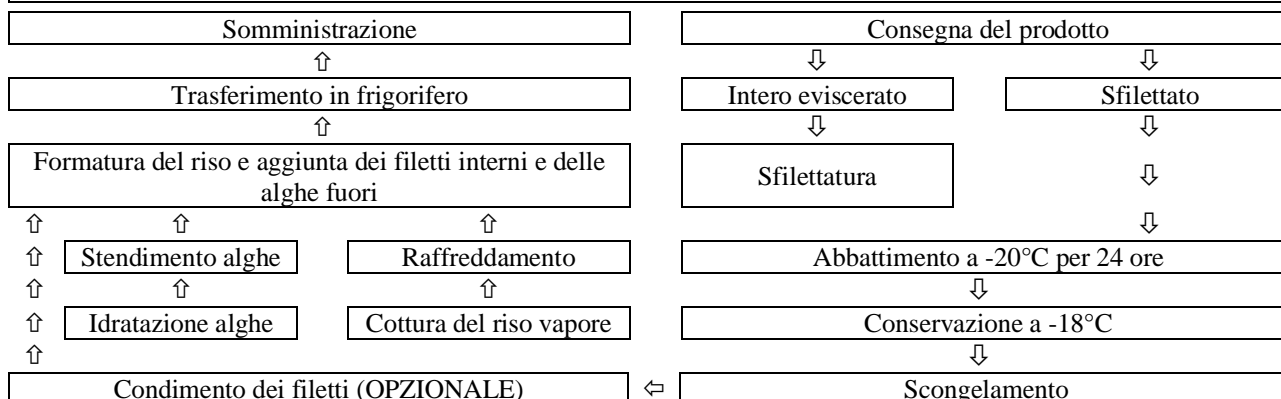 Somministrazione
Consegna del prodotto
⇧
⇩
⇩
Trasferimento in frigorifero
Intero eviscerato
Sfilettato
⇧
⇩
⇩
Formatura del riso e aggiunta dei filetti interni e delle
alghe fuori
Sfilettatura
⇩
⇧
⇧
⇧
⇩
⇧
Stendimento alghe
Raffreddamento
Abbattimento a -20°C per 24 ore
⇧
⇧
⇧
⇩
⇧
Idratazione alghe
Cottura del riso vapore
Conservazione a -18°C
⇧
⇩
Condimento dei filetti (OPZIONALE)
⇦
Scongelamento